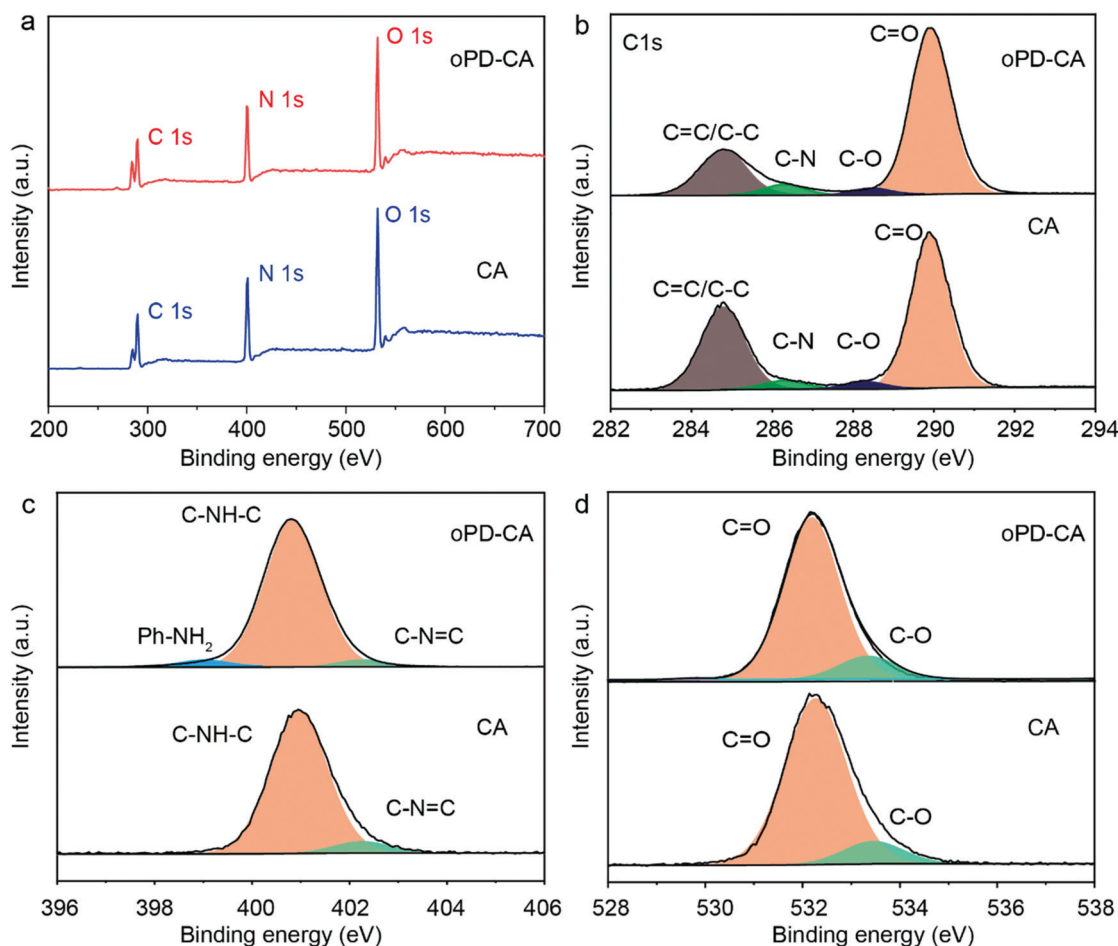 a
O 1s
oPD-CA
N 1s
C 1s
O 1s
N 1s
CA
C 1s
Intensity (a.u.)
200 300 400 500 600 700
Binding energy (eV)
b
C1s
C=O
oPD-CA
C=C/C-C
C-N
C-O
C=O
CA
C=C/C-C
C-N
C-O
Intensity (a.u.)
282 284 286 288 290 292 294
Binding energy (eV)
c
C-NH-C
oPD-CA
Ph-NH2
C-N=C
C-NH-C
CA
C-N=C
Intensity (a.u.)
396 398 400 402 404 406
Binding energy (eV)
d
C=O
oPD-CA
C-O
C=O
CA
C-O
Intensity (a.u.)
528 530 532 534 536 538
Binding energy (eV)